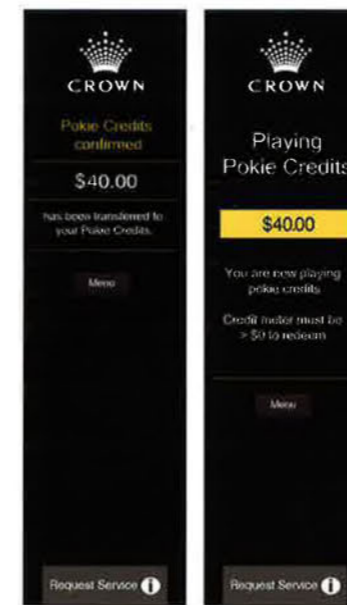 CROWN
Pokie Credits
confirmed
$40.00
has been transferred to
your Pokie Credits.
Menu
Request Service
CROWN
Playing
Pokie Credits
$40.00
You are now playing
pokie credits
Credit meter must be
> $0 to redeem
Menu
Request Service